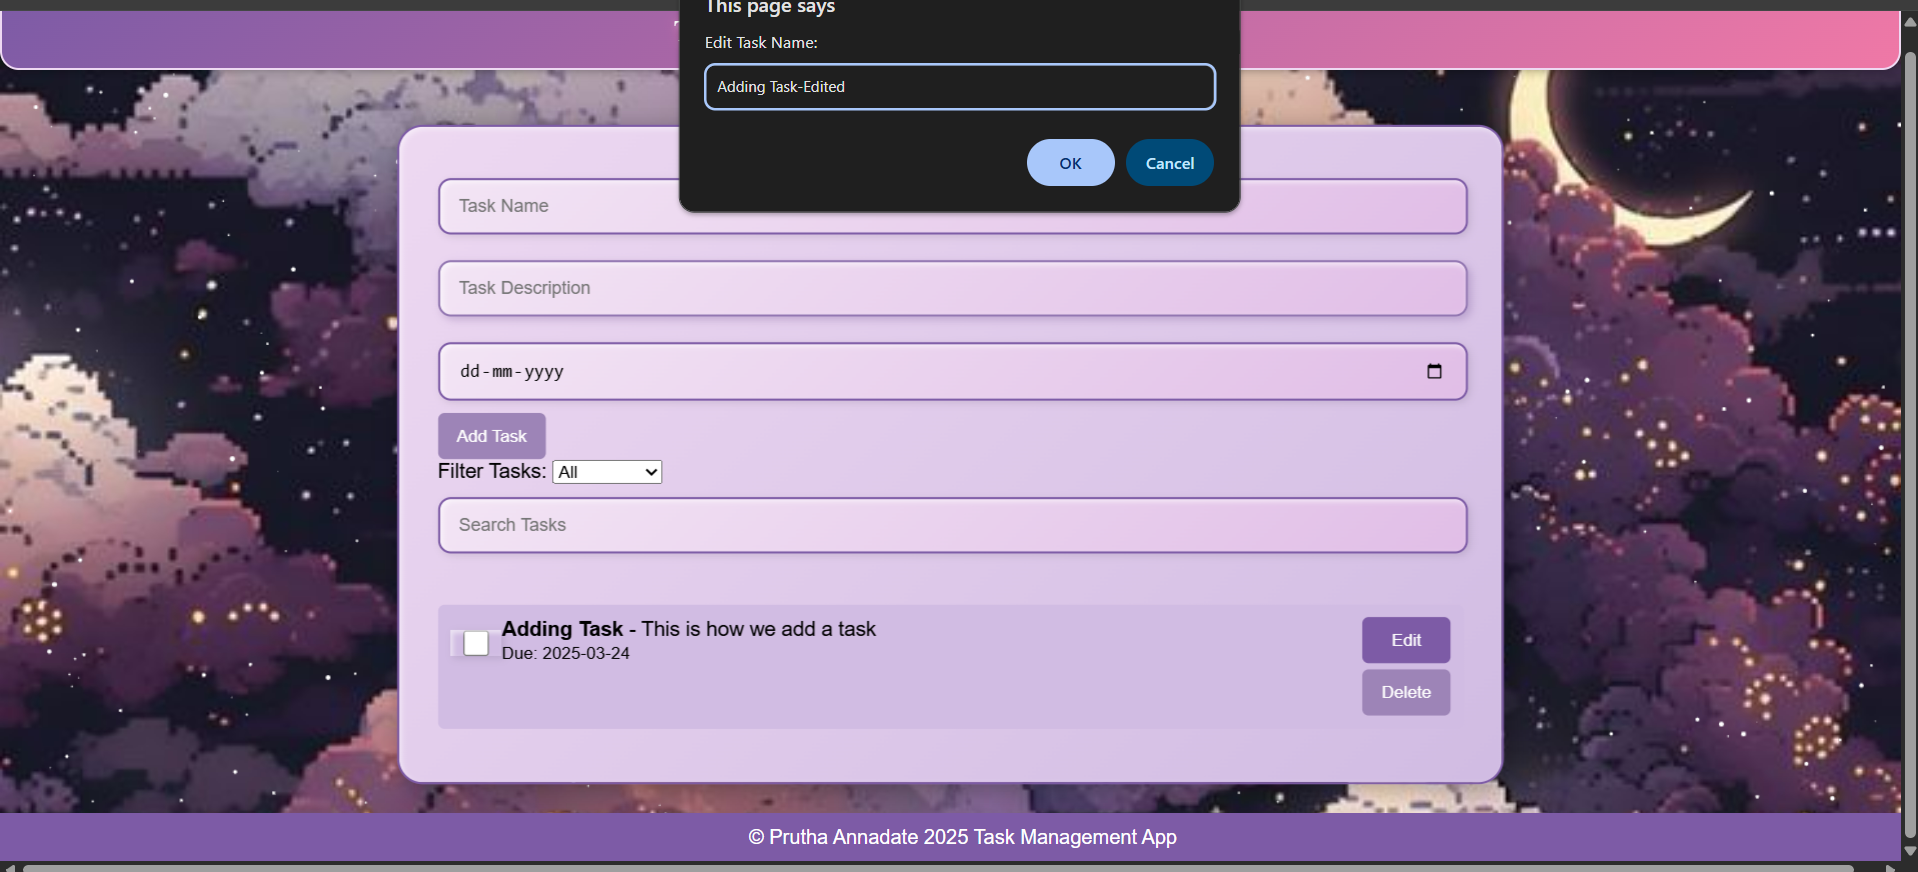 This page says
Edit Task Name:
Adding Task-Edited
OK
Cancel
Task Name
Task Description
dd-mm-yyyy
Add Task
Filter Tasks: All
Search Tasks
Adding Task - This is how we add a task
Due: 2025-03-24
Edit
Delete
© Prutha Annadate 2025 Task Management App